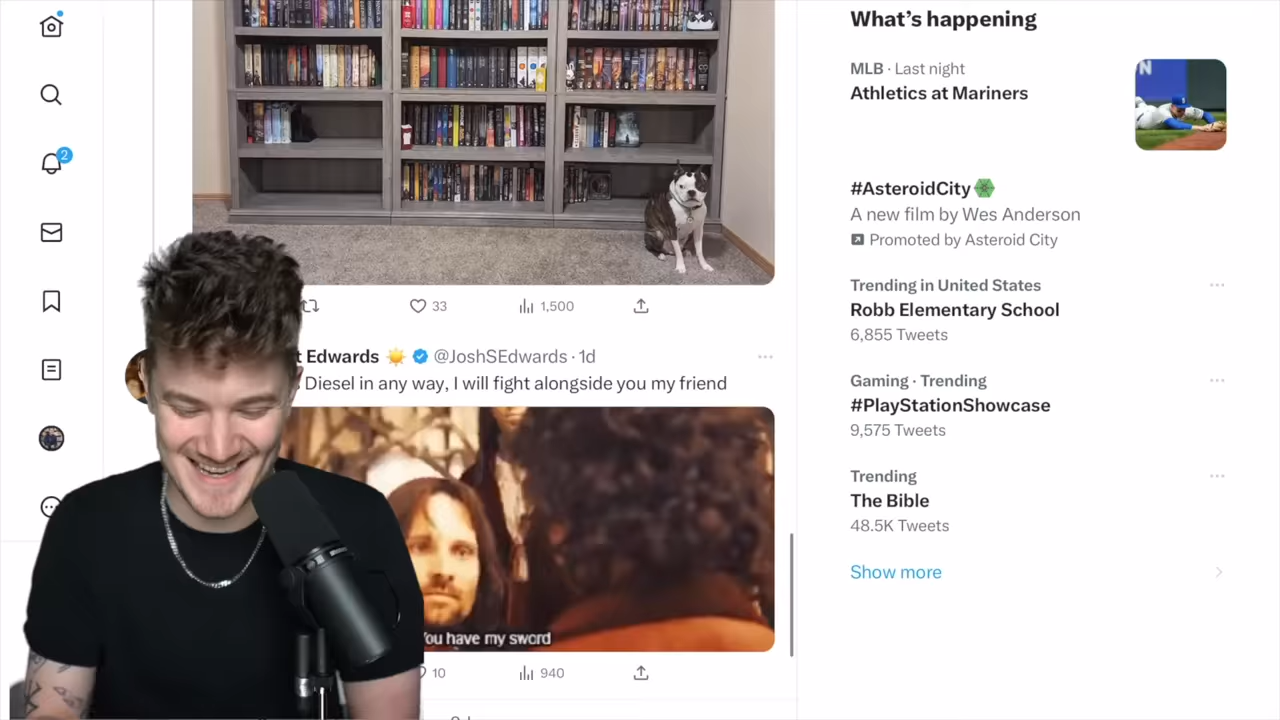 33
1,500
t Edwards
@JoshSEdwards · 1d
Diesel in any way, I will fight alongside you my friend
You have my sword
10
940
2
What's happening
MLB · Last night
Athletics at Mariners
N
#AsteroidCity
A new film by Wes Anderson
Promoted by Asteroid City
Trending in United States
Robb Elementary School
6,855 Tweets
Gaming · Trending
#PlayStationShowcase
9,575 Tweets
Trending
The Bible
48.5K Tweets
Show more